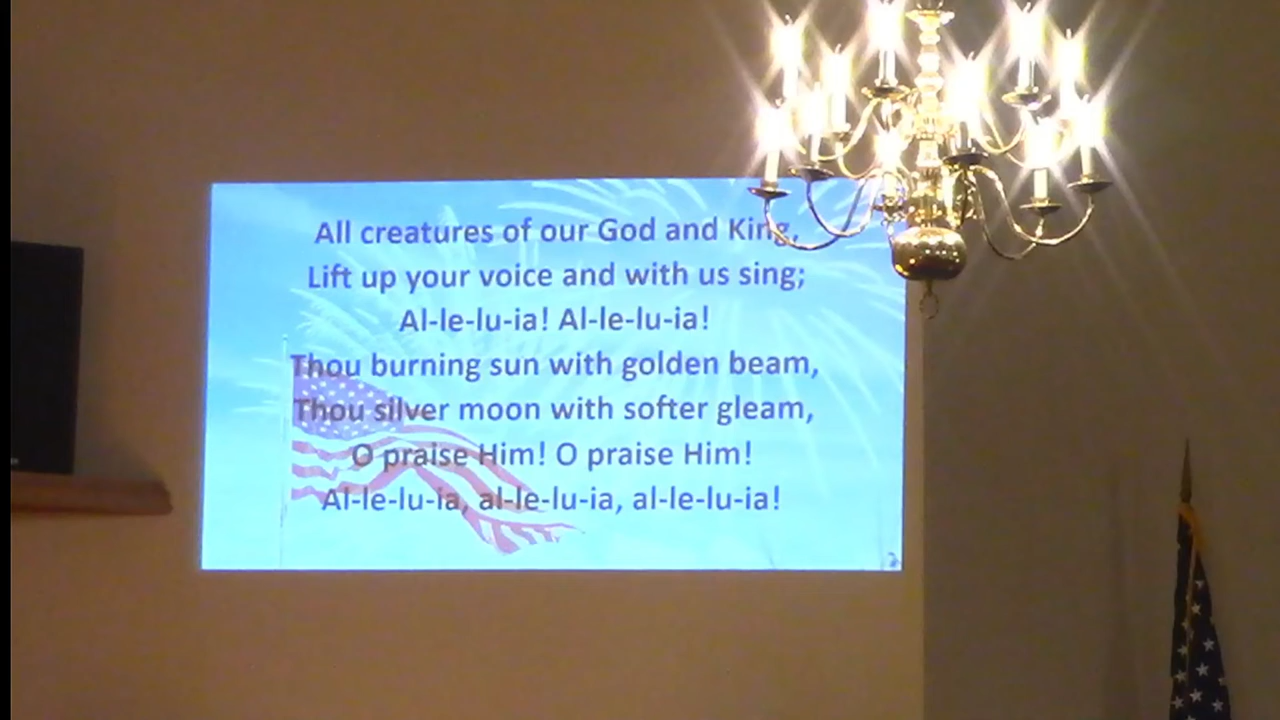 All creatures of our God and King,
Lift up your voice and with us sing;
Al-le-lu-ia! Al-le-lu-ia!
Thou burning sun with golden beam,
Thou silver moon with softer gleam,
O praise Him! O praise Him!
Al-le-lu-ia, al-le-lu-ia, al-le-lu-ia!